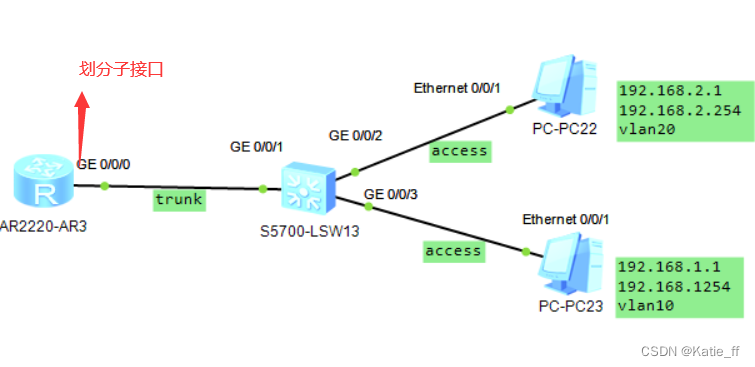 划分子接口
Ethernet 0/0/1
192.168.2.1
192.168.2.254
vlan20
PC-PC22
GE 0/0/2
access
GE 0/0/1
GE 0/0/0
R
trunk
AR2220-AR3
S5700-LSW13
GE 0/0/3
access
Ethernet 0/0/1
192.168.1.1
192.168.1254
vlan10
PC-PC23
CSDN @Katie_ff